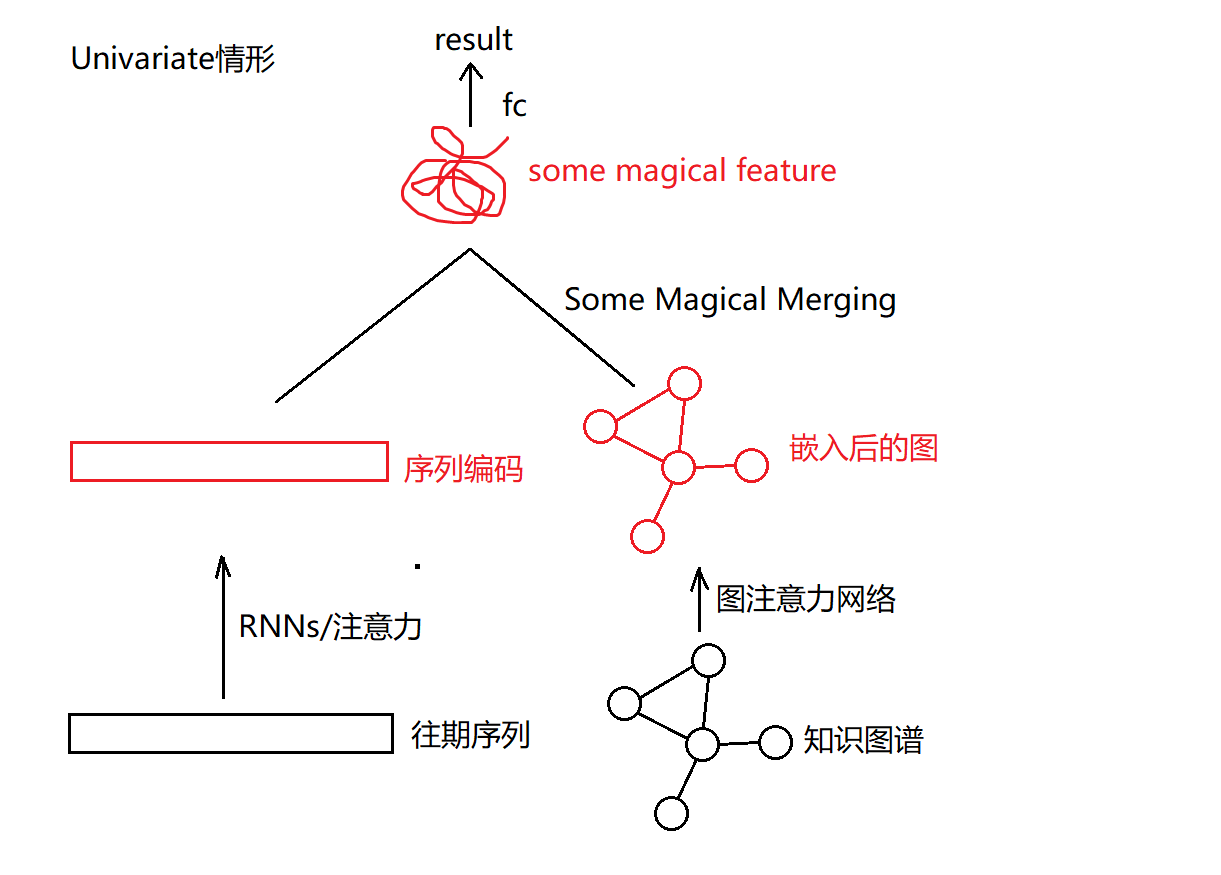 Univariate情形
result
fc
some magical feature
Some Magical Merging
序列编码
嵌入后的图
RNNs/注意力
图注意力网络
往期序列
知识图谱